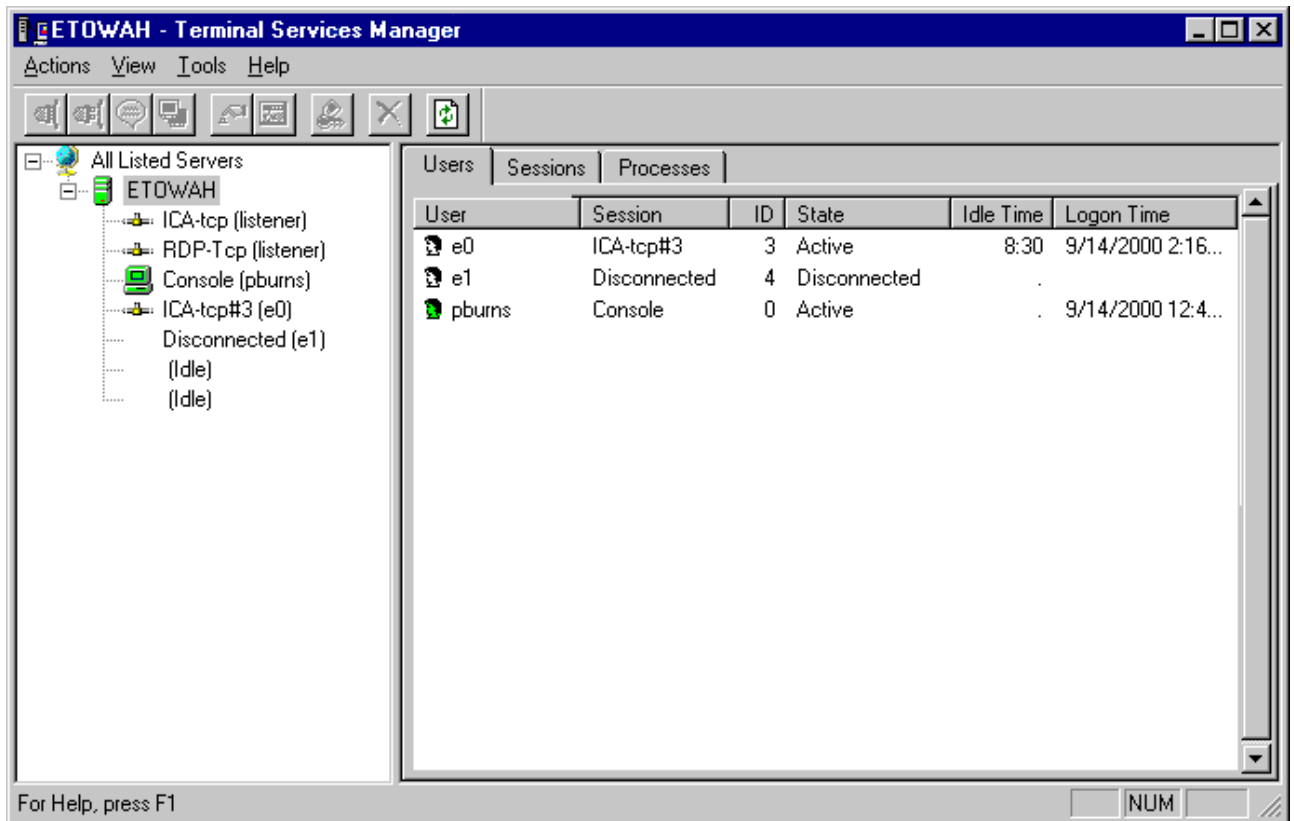 ETOWAH - Terminal Services Manager
Actions View Tools Help
All Listed Servers
ETOWAH
ICA-tcp (listener)
RDP-Tcp (listener)
Console (pburns)
ICA-tcp#3 (e0)
Disconnected (e1)
(Idle)
(Idle)
Users Sessions Processes
User Session ID State Idle Time Logon Time
e0 ICA-tcp#3 3 Active 8:30 9/14/2000 2:16...
e1 Disconnected 4 Disconnected .
pburns Console 0 Active . 9/14/2000 12:4...
For Help, press F1
NUM